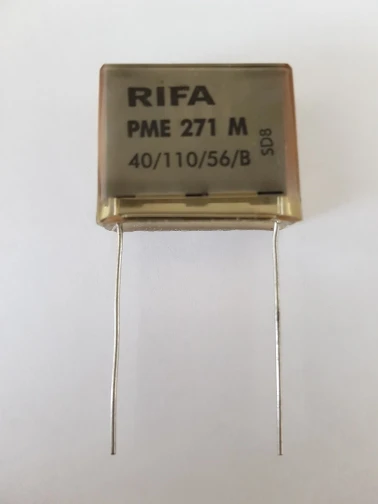 RIFA
PME 271 M
40/110/56/B
SD8